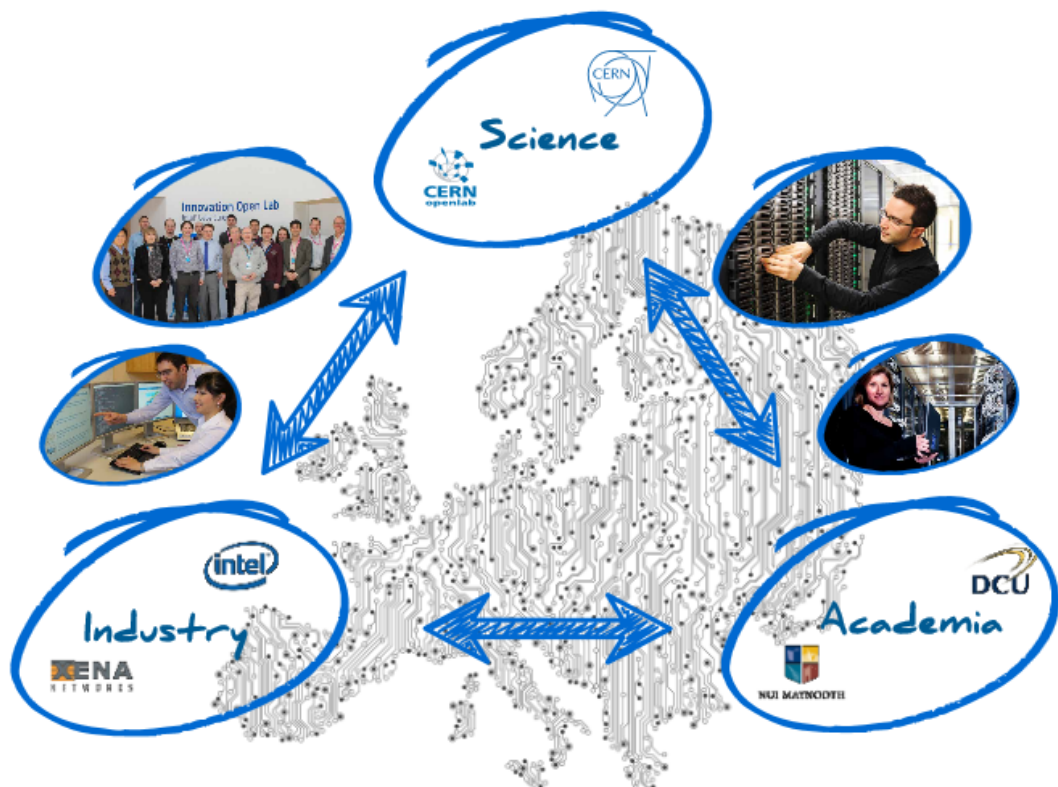 CERN
Science
CERN
openlab
Innovation Open Lab
intel
Industry
XENA
NETWORKS
DCU
Academia
NUI MAYNOOTH